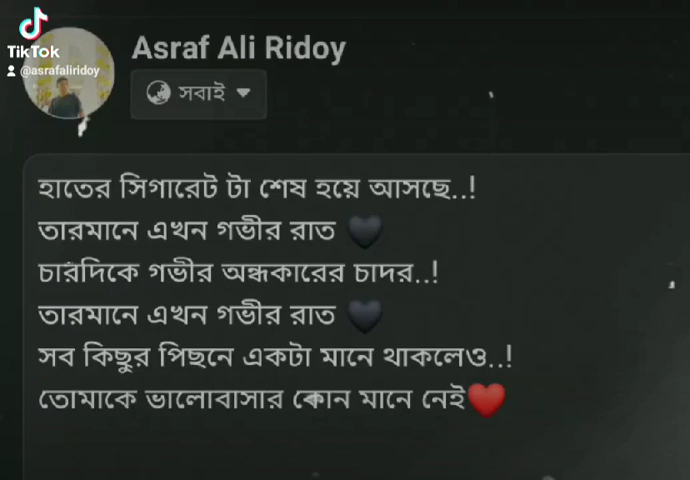 TikTok
@asrafaliridoy
Asraf Ali Ridoy
সবাই
হাতের সিগারেট টা শেষ হয়ে আসছে..!
তারমানে এখন গভীর রাত 🖤
চারদিকে গভীর অন্ধকারের চাদর..!
তারমানে এখন গভীর রাত 🖤
সব কিছুর পিছনে একটা মানে থাকলেও..!
তোমাকে ভালোবাসার কোন মানে নেই❤️